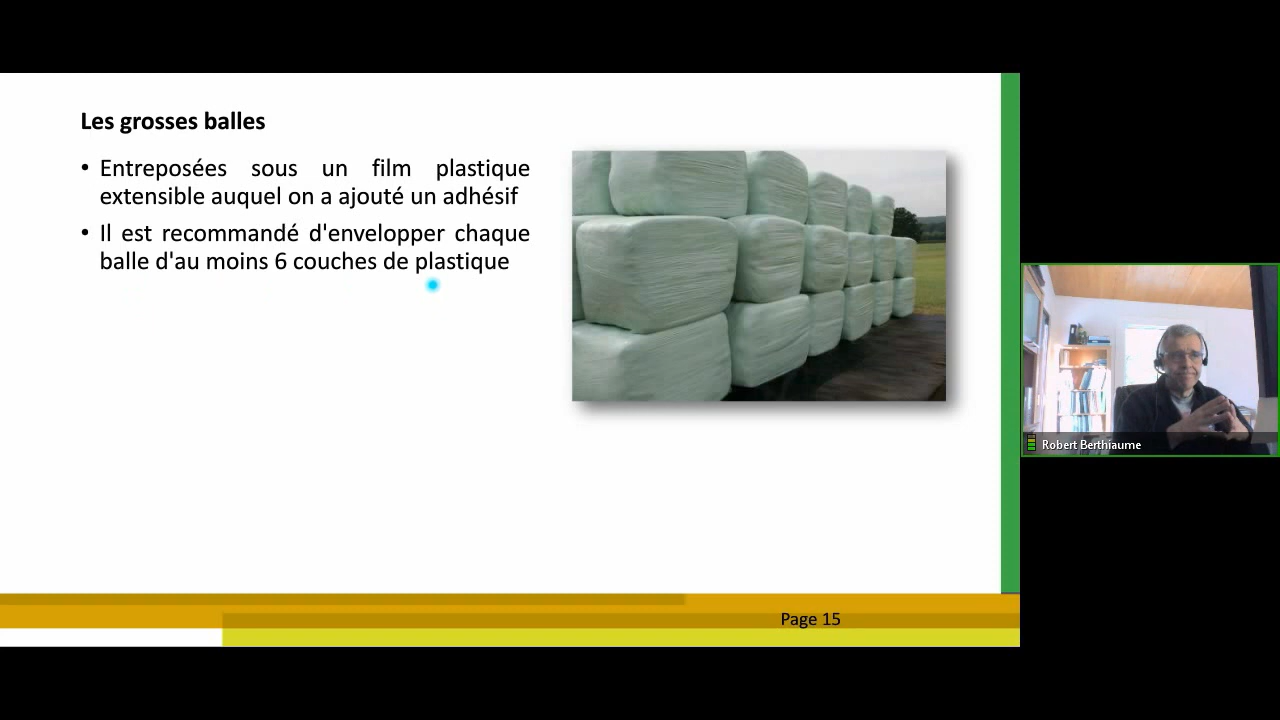 Les grosses balles
• Entreposées sous un film plastique
extensible auquel on a ajouté un adhésif
• Il est recommandé d'envelopper chaque
balle d'au moins 6 couches de plastique
Robert Berthiaume
Page 15